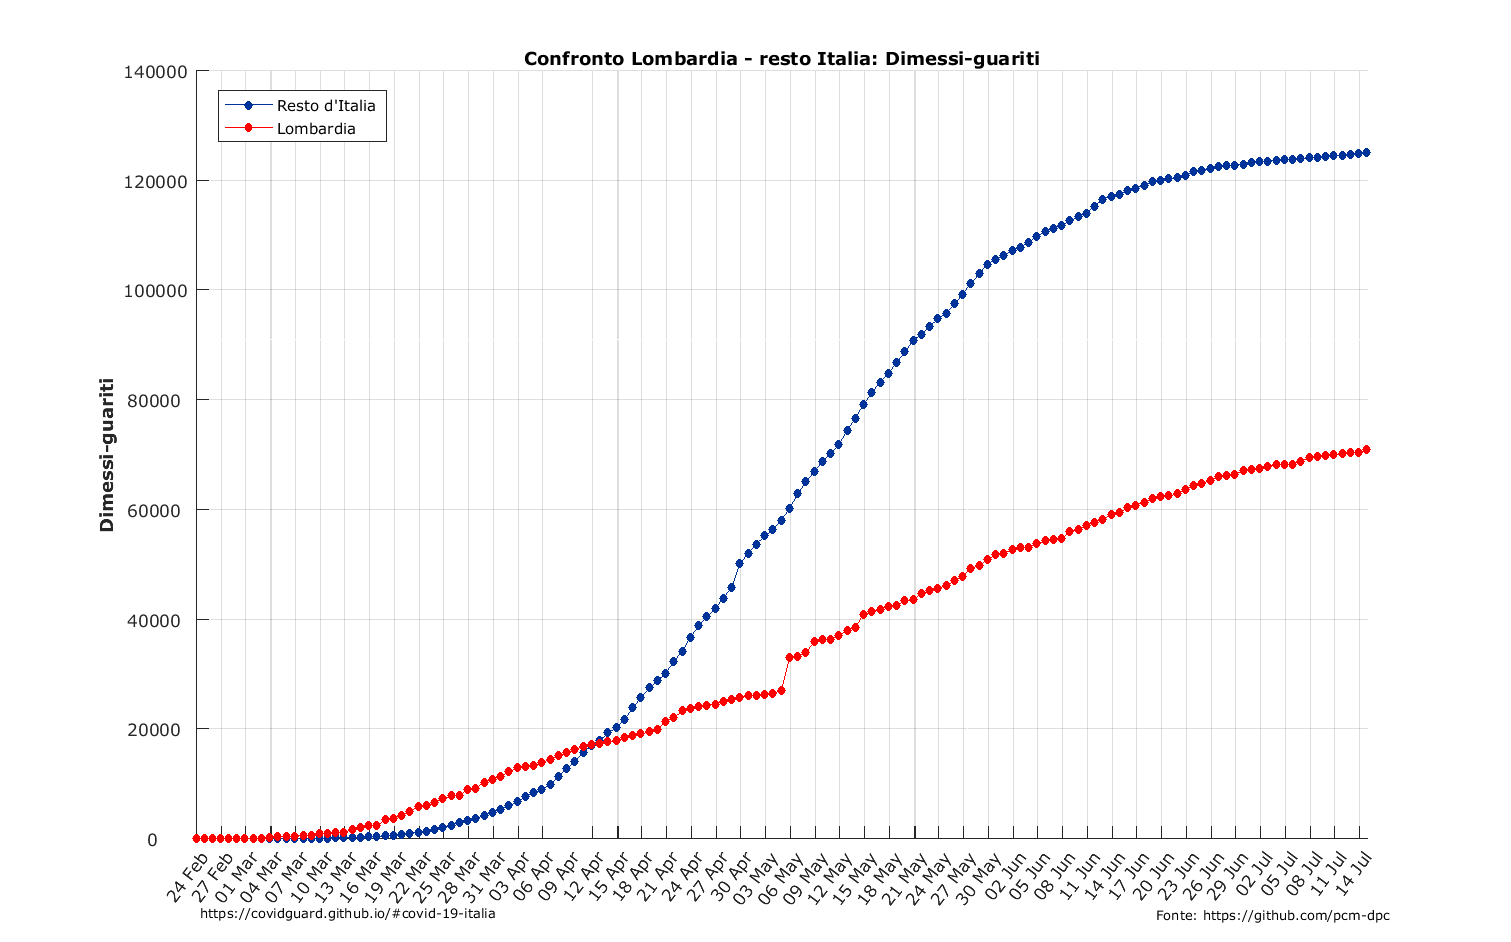 Confronto Lombardia - resto Italia: Dimessi-guariti
140000
120000
100000
80000
60000
40000
20000
0
Dimessi-guariti
Resto d'Italia
Lombardia
24 Feb
27 Feb
01 Mar
04 Mar
07 Mar
10 Mar
13 Mar
16 Mar
19 Mar
22 Mar
25 Mar
28 Mar
31 Mar
03 Apr
06 Apr
09 Apr
12 Apr
15 Apr
18 Apr
21 Apr
24 Apr
27 Apr
30 Apr
03 May
06 May
09 May
12 May
15 May
18 May
21 May
24 May
27 May
30 May
02 Jun
05 Jun
08 Jun
11 Jun
14 Jun
17 Jun
20 Jun
23 Jun
26 Jun
29 Jun
02 Jul
05 Jul
08 Jul
11 Jul
14 Jul
https://covidguard.github.io/#covid-19-italia
Fonte: https://github.com/pcm-dpc